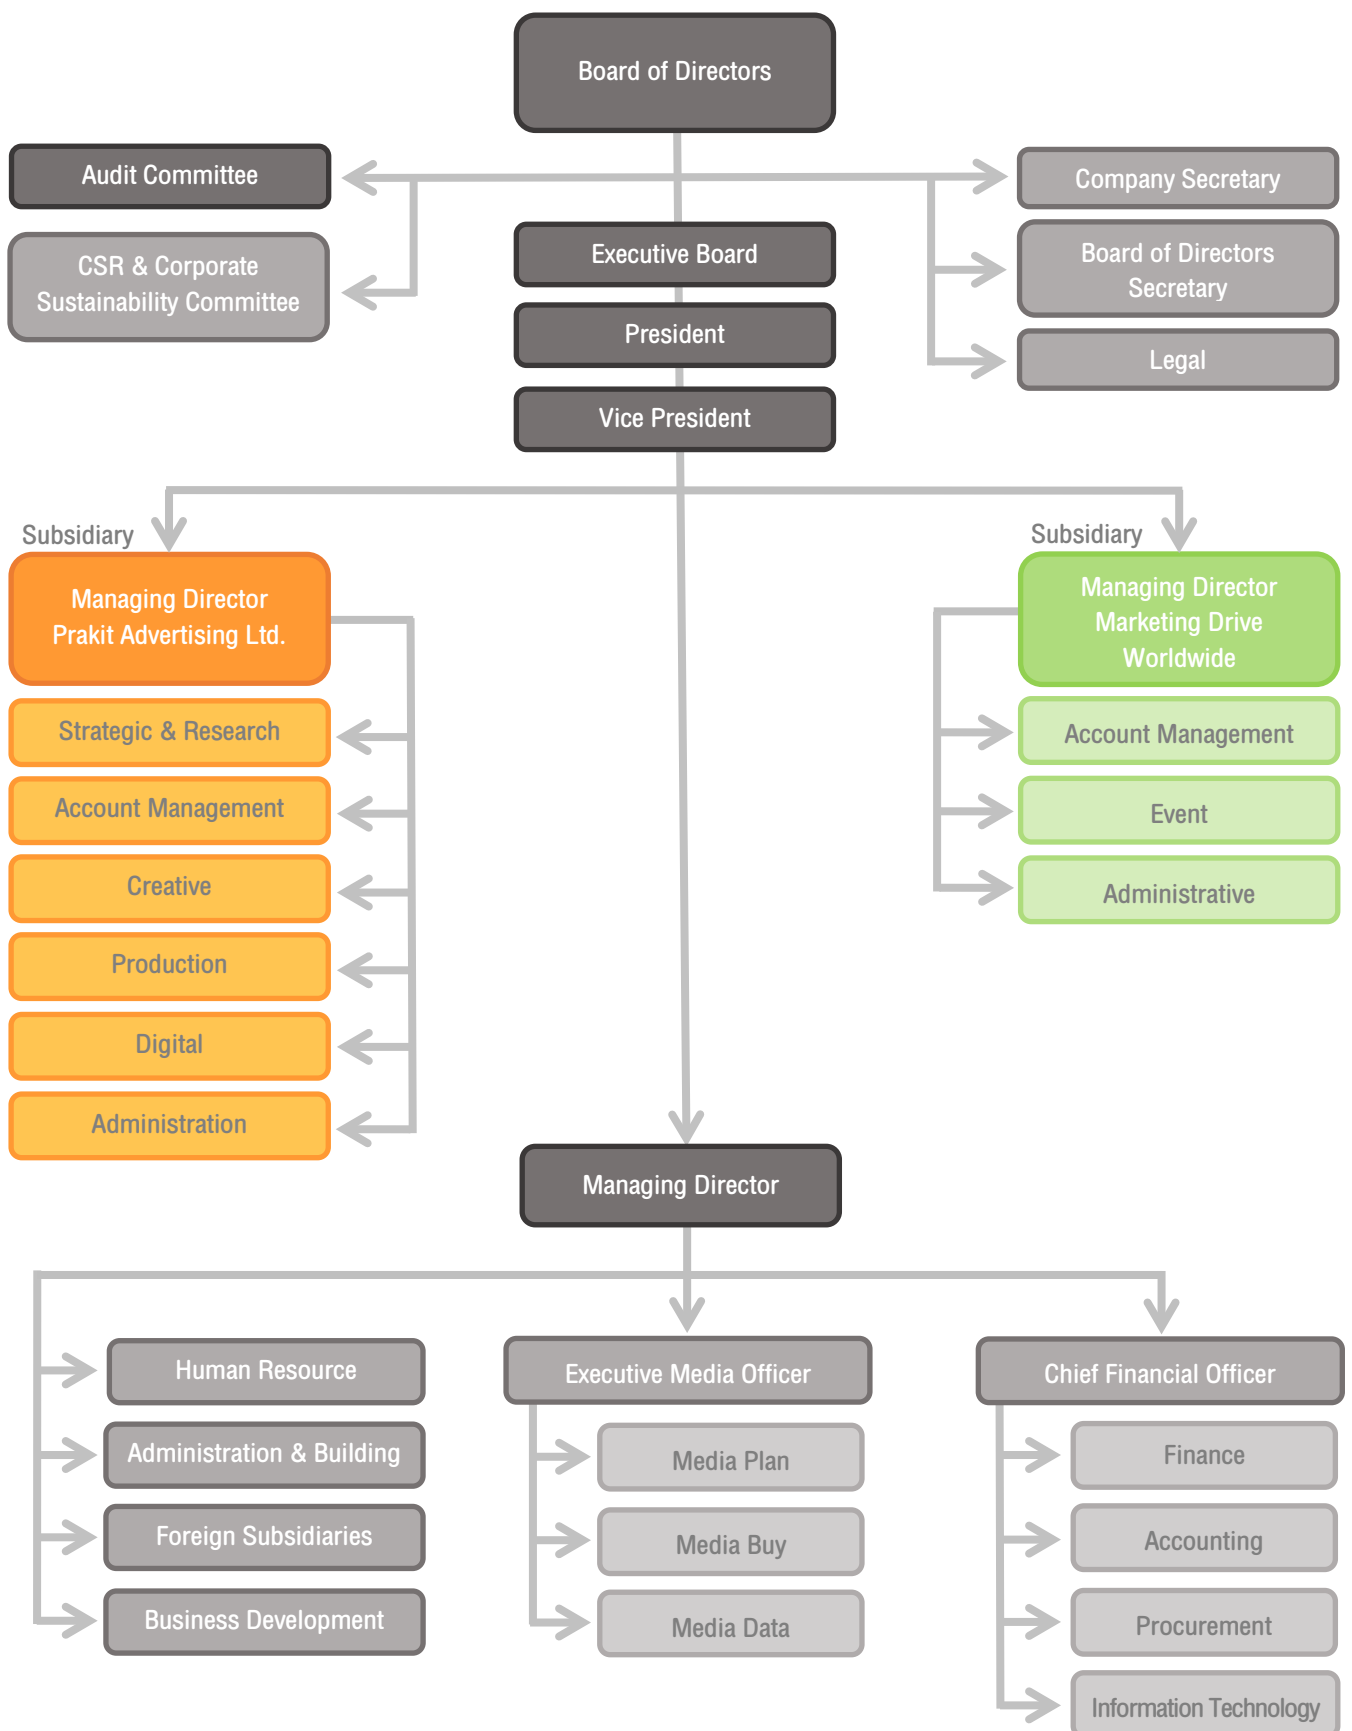 Board of Directors
Audit Committee
CSR & Corporate
Sustainability Committee
Company Secretary
Board of Directors
Secretary
Legal
Executive Board
President
Vice President
Subsidiary
Managing Director
Prakit Advertising Ltd.
Strategic & Research
Account Management
Creative
Production
Digital
Administration
Subsidiary
Managing Director
Marketing Drive
Worldwide
Account Management
Event
Administrative
Managing Director
Human Resource
Administration & Building
Foreign Subsidiaries
Business Development
Executive Media Officer
Media Plan
Media Buy
Media Data
Chief Financial Officer
Finance
Accounting
Procurement
Information Technology